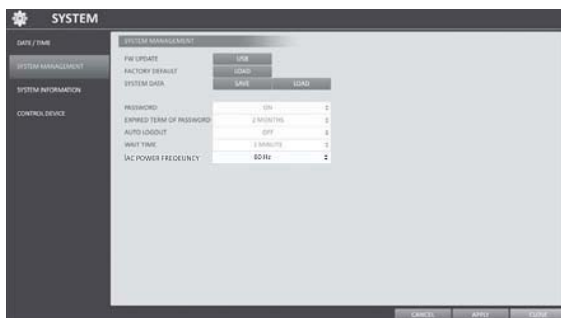 SYSTEM
DATE / TIME
SYSTEM MANAGEMENT
SYSTEM INFORMATION
CONTROL DEVICE
SYSTEM MANAGEMENT
FW UPDATE USB
FACTORY DEFAULT LOAD
SYSTEM DATA SAVE LOAD
PASSWORD ON
EXPIRED TERM OF PASSWORD 2 MONTHS
AUTO LOGOUT OFF
WAIT TIME 1 MINUTE
AC POWER FREQEUNCY 60 Hz
CANCEL APPLY CLOSE